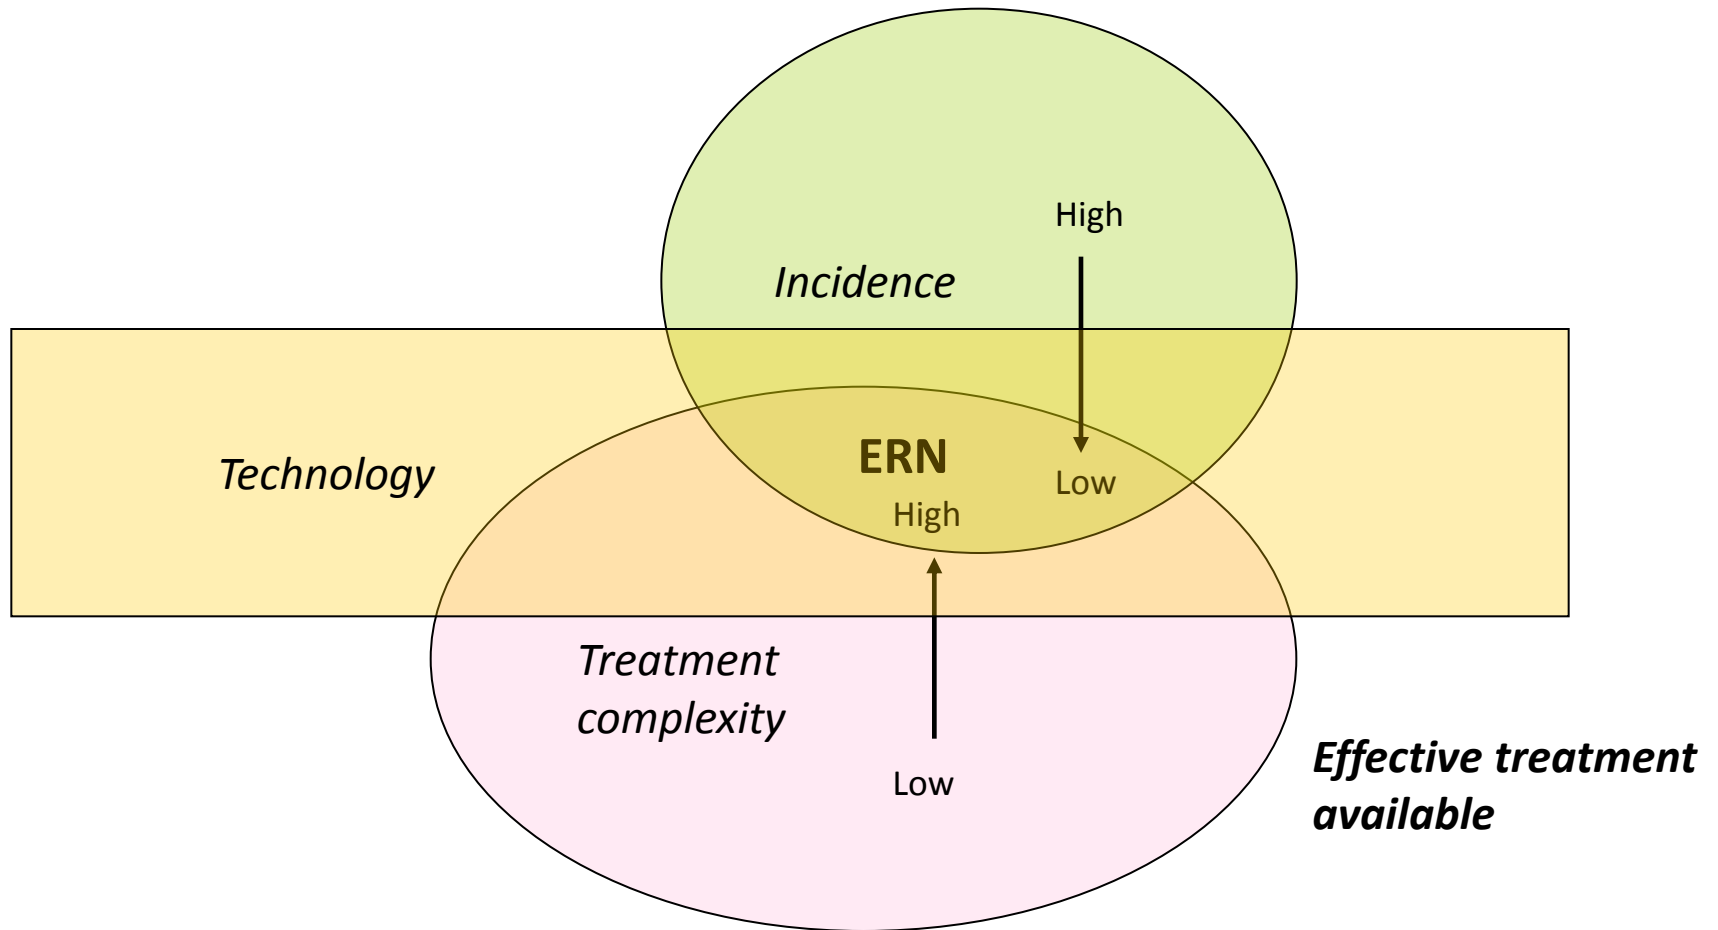 High
Incidence
ERN
Technology
Low
High
Treatment
complexity
Low
Effective treatment
available